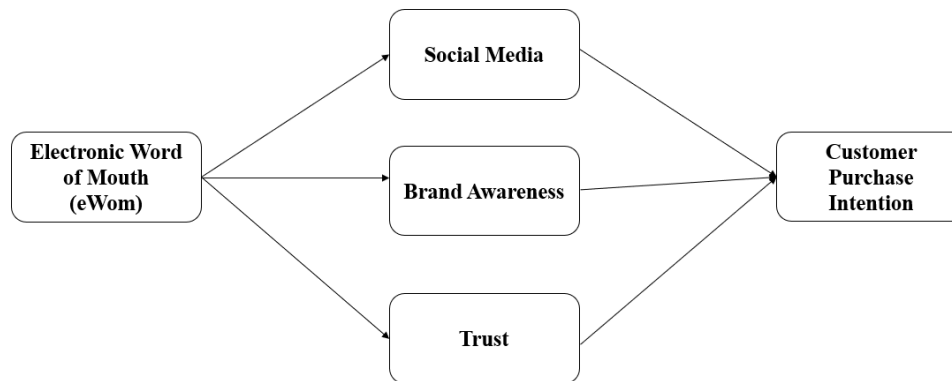 Social Media
Electronic Word
of Mouth
(eWom)
Brand Awareness
Customer
Purchase
Intention
Trust